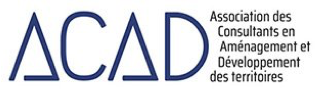 ACAD
Association des
Consultants en
Aménagement et
Développement
des territoires